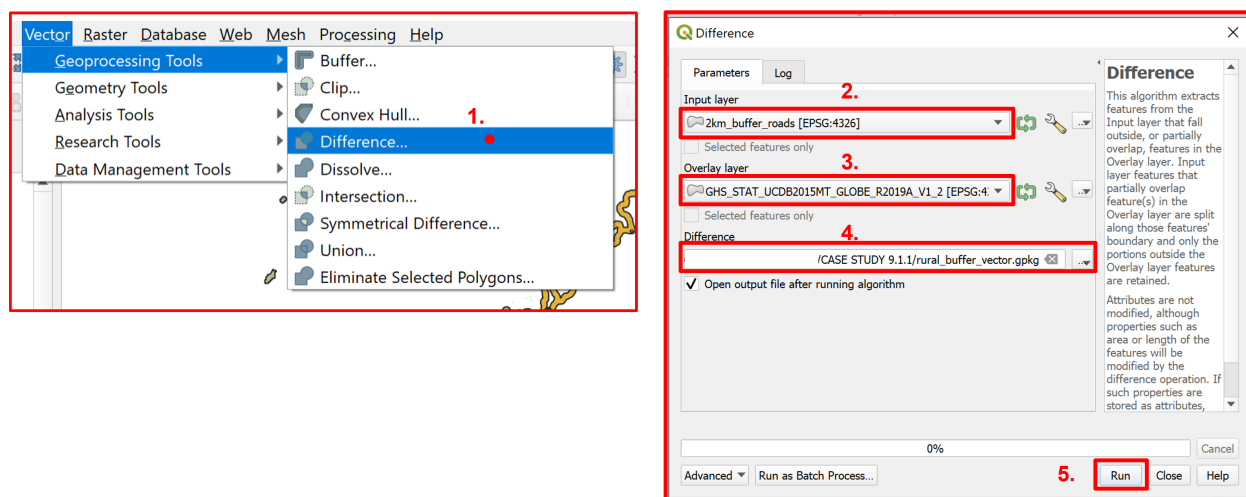 Vector Raster Database Web Mesh Processing Help
Geoprocessing Tools
Geometry Tools
Analysis Tools
Research Tools
Data Management Tools
Buffer...
Clip...
Convex Hull...
1.
Difference...
Dissolve...
Intersection...
Symmetrical Difference...
Union...
Eliminate Selected Polygons...
Difference
Parameters Log
2.
Input layer
2km_buffer_roads [EPSG:4326]
Selected features only
3.
Overlay layer
GHS_STAT_UCDB2015MT_GLOBE_R2019A_V1_2 [EPSG:4
Selected features only
4.
Difference
/CASE STUDY 9.1.1/rural_buffer_vector.gpkg
Open output file after running algorithm
Difference
This algorithm extracts
features from the
Input layer that fall
outside, or partially
overlap, features in the
Overlay layer. Input
layer features that
partially overlap
feature(s) in the
Overlay layer are split
along those features'
boundary and only the
portions outside the
Overlay layer features
are retained.
Attributes are not
modified, although
properties such as
area or length of the
features will be
modified by the
difference operation. If
such properties are
stored as attributes,
0%
Cancel
Advanced Run as Batch Process...
5.
Run Close Help